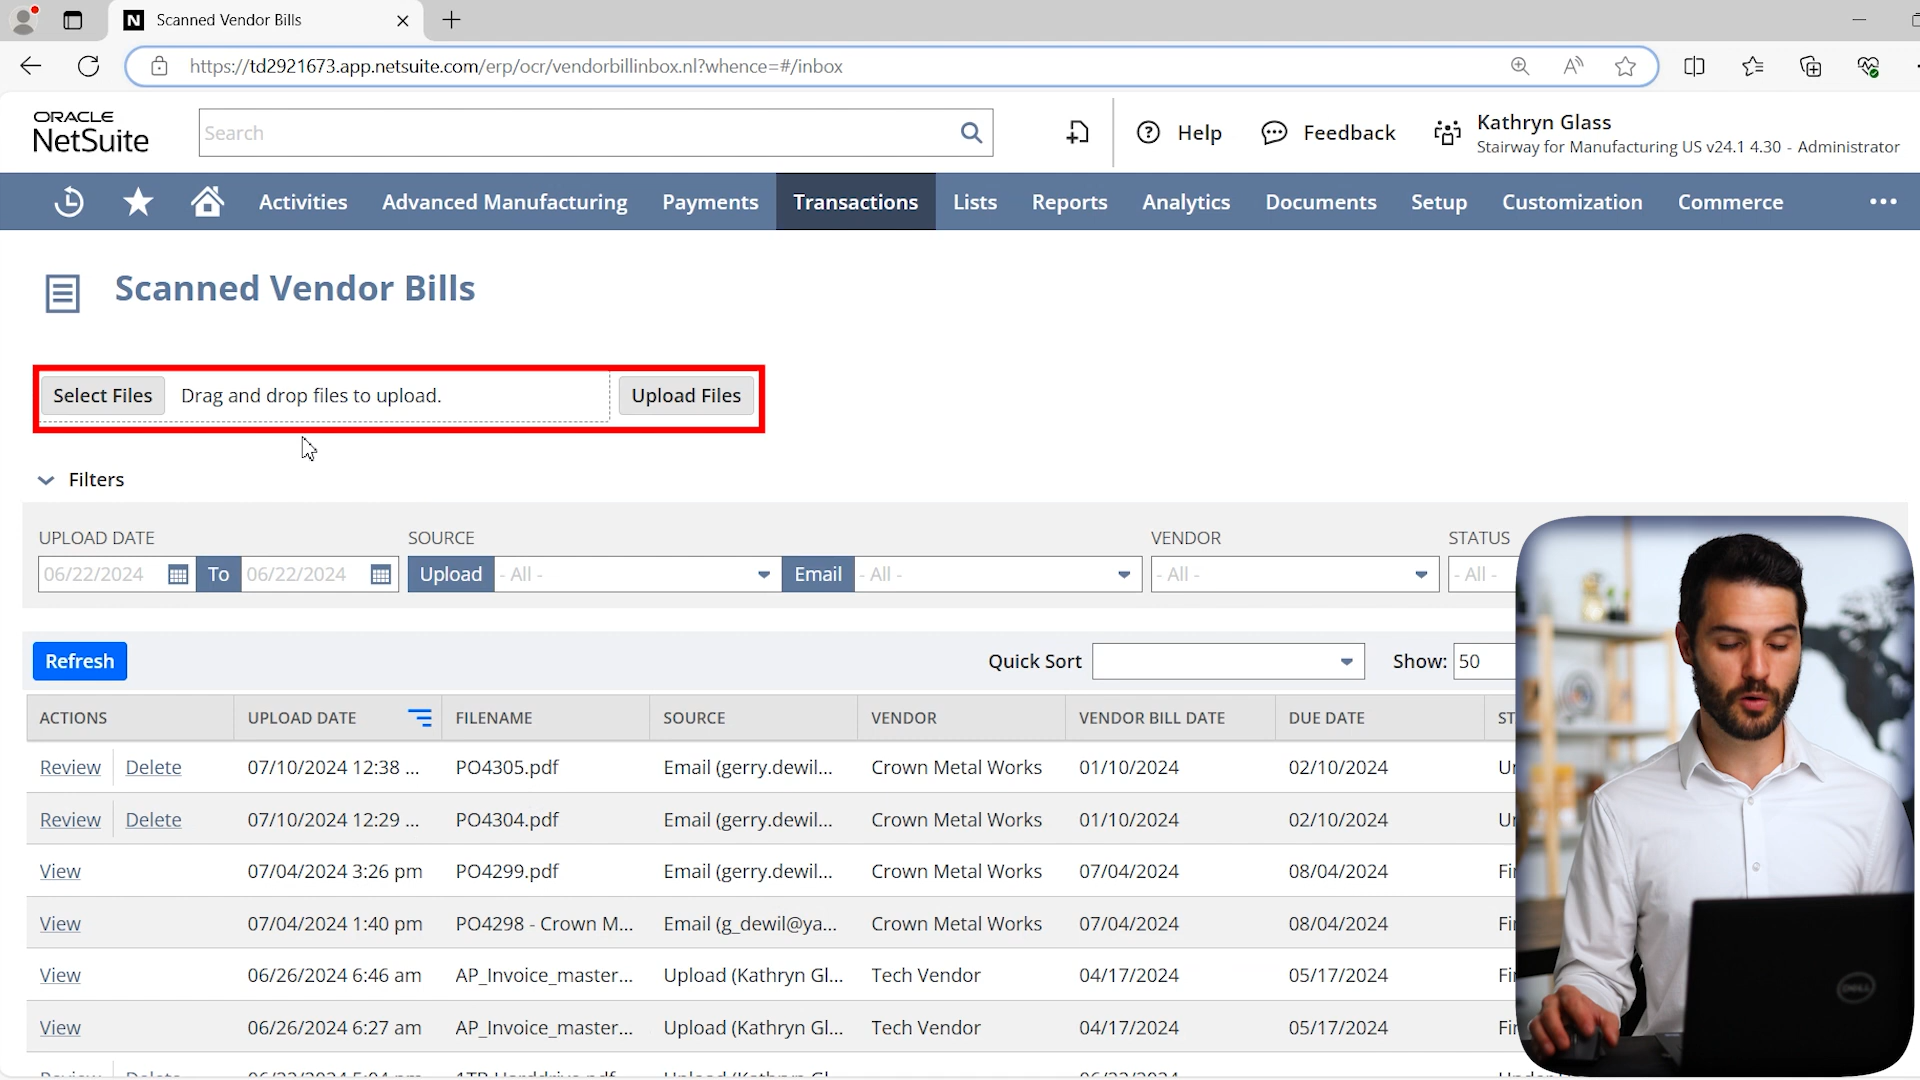 Scanned Vendor Bills
https://td2921673.app.netsuite.com/erp/ocr/vendorbillinbox.nl?whence=#/inbox
ORACLE
NetSuite
Search
Help
Feedback
Kathryn Glass
Stairway for Manufacturing US v24.1 4.30 - Administrator
Activities Advanced Manufacturing Payments Transactions Lists Reports Analytics Documents Setup Customization Commerce
Scanned Vendor Bills
Select Files Drag and drop files to upload. Upload Files
Filters
UPLOAD DATE SOURCE VENDOR STATUS
06/22/2024 To 06/22/2024 Upload - All - Email - All - - All - - All -
Refresh Quick Sort Show: 50
ACTIONS UPLOAD DATE FILENAME SOURCE VENDOR VENDOR BILL DATE DUE DATE ST
Review Delete 07/10/2024 12:38 ... PO4305.pdf Email (gerry.dewil... Crown Metal Works 01/10/2024 02/10/2024
Review Delete 07/10/2024 12:29 ... PO4304.pdf Email (gerry.dewil... Crown Metal Works 01/10/2024 02/10/2024
View 07/04/2024 3:26 pm PO4299.pdf Email (gerry.dewil... Crown Metal Works 07/04/2024 08/04/2024
View 07/04/2024 1:40 pm PO4298 - Crown M... Email (g_dewil@ya... Crown Metal Works 07/04/2024 08/04/2024
View 06/26/2024 6:46 am AP_Invoice_master... Upload (Kathryn Gl... Tech Vendor 04/17/2024 05/17/2024
View 06/26/2024 6:27 am AP_Invoice_master... Upload (Kathryn Gl... Tech Vendor 04/17/2024 05/17/2024
DELL